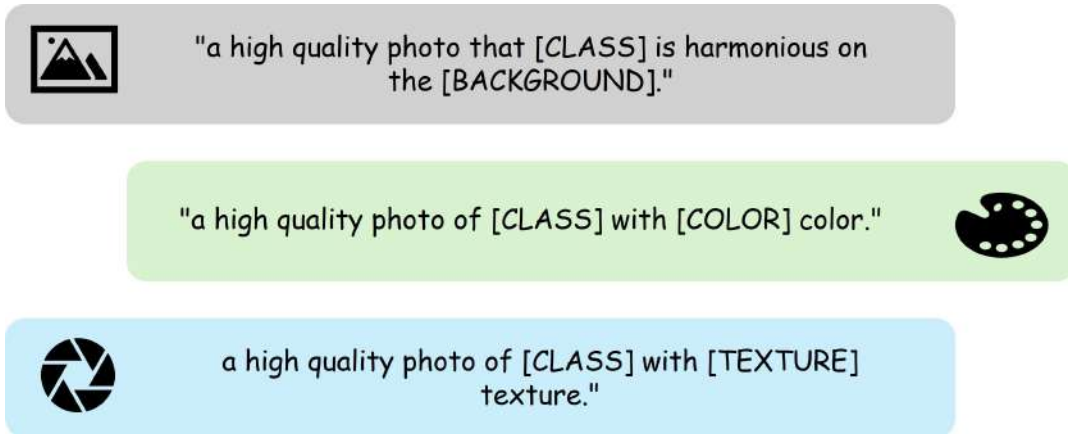 "a high quality photo that [CLASS] is harmonious on
the [BACKGROUND]."
"a high quality photo of [CLASS] with [COLOR] color."
a high quality photo of [CLASS] with [TEXTURE]
texture."